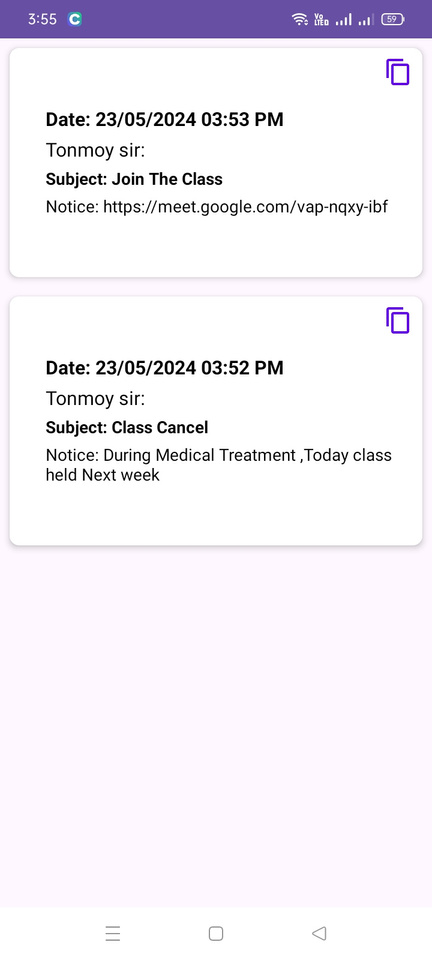 3:55
Vo LTE
59
Date: 23/05/2024 03:53 PM
Tonmoy sir:
Subject: Join The Class
Notice: https://meet.google.com/vap-nqxy-ibf
Date: 23/05/2024 03:52 PM
Tonmoy sir:
Subject: Class Cancel
Notice: During Medical Treatment ,Today class
held Next week